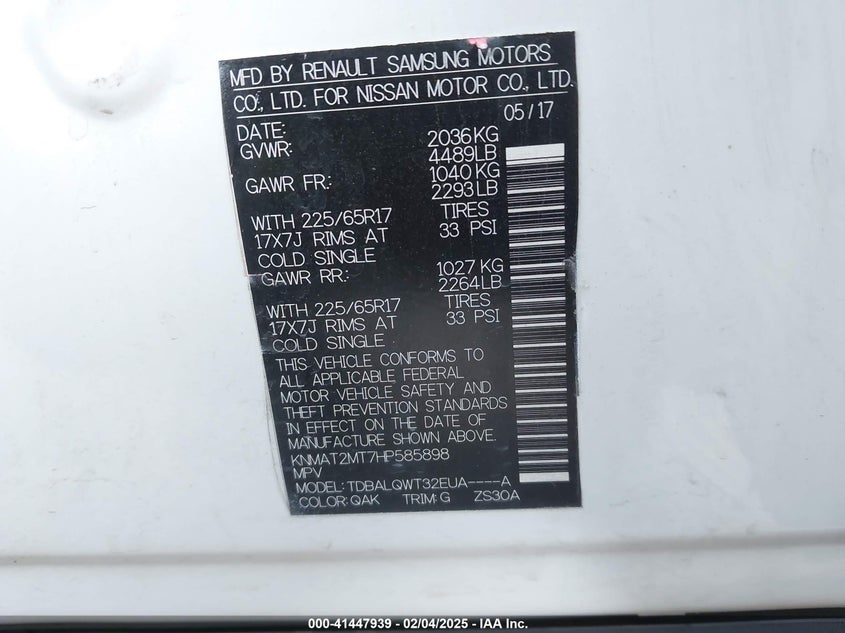 MFD BY RENAULT SAMSUNG MOTORS
CO., LTD. FOR NISSAN MOTOR CO., LTD.
DATE: 05/17
GVWR: 2036KG
4489LB
GAWR FR: 1040KG
2293LB
WITH 225/65R17 TIRES
17X7J RIMS AT 33 PSI
COLD SINGLE
GAWR RR: 1027KG
2264LB
WITH 225/65R17 TIRES
17X7J RIMS AT 33 PSI
COLD SINGLE
THIS VEHICLE CONFORMS TO
ALL APPLICABLE FEDERAL
MOTOR VEHICLE SAFETY AND
THEFT PREVENTION STANDARDS
IN EFFECT ON THE DATE OF
MANUFACTURE SHOWN ABOVE.
KNMAT2MT7HP585898
MPV
MODEL:TDBALQWT32EUA----A
COLOR:QAK TRIM:G ZS30A
000-41447939 - 02/04/2025 - IAA Inc.